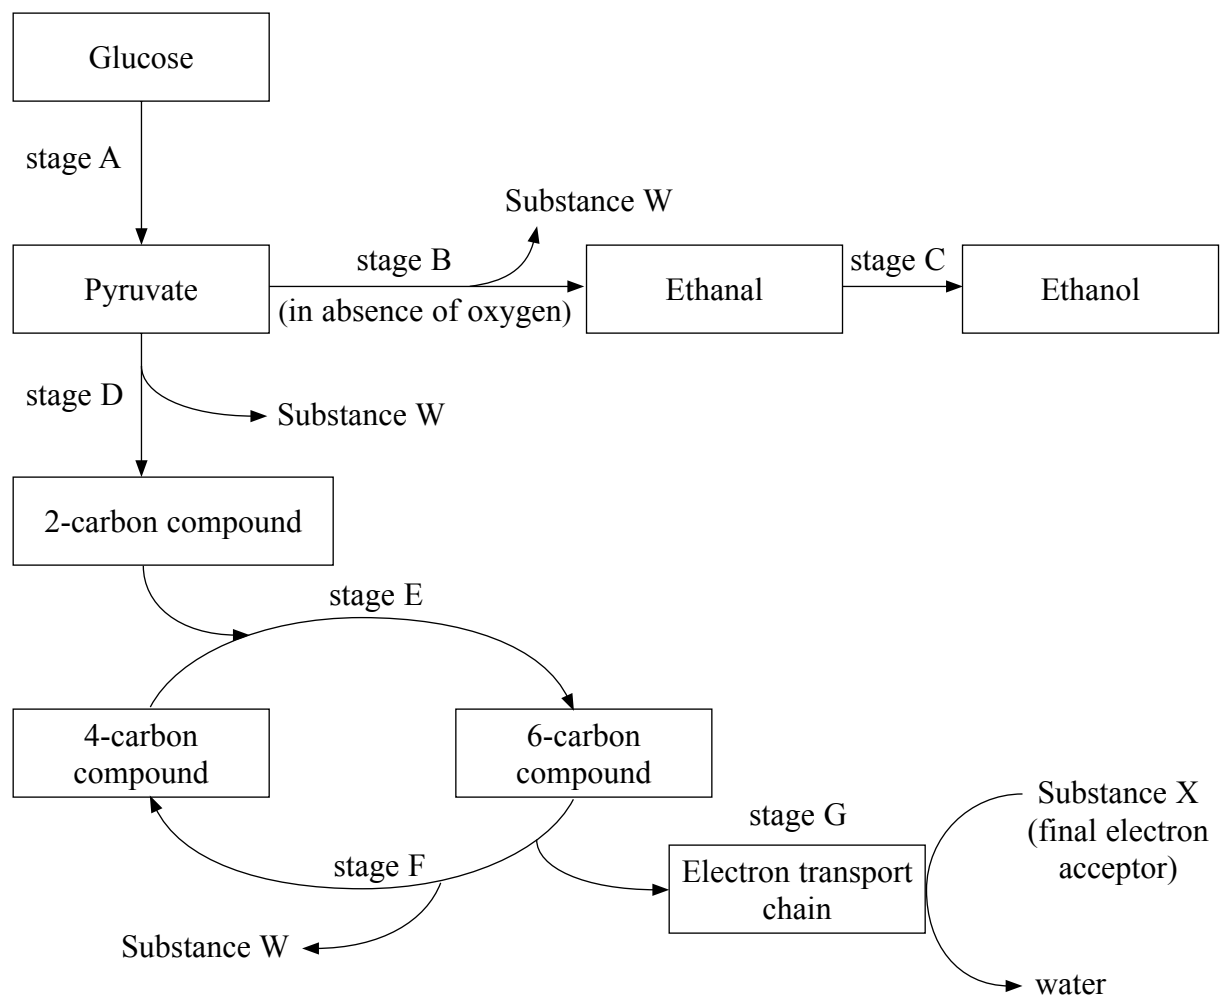 Glucose
stage A
Substance W
stage B
stage C
Pyruvate
Ethanal
Ethanol
(in absence of oxygen)
stage D
Substance W
2-carbon compound
stage E
4-carbon
compound
6-carbon
compound
Substance X
(final electron
acceptor)
stage G
stage F
Electron transport
chain
Substance W
water